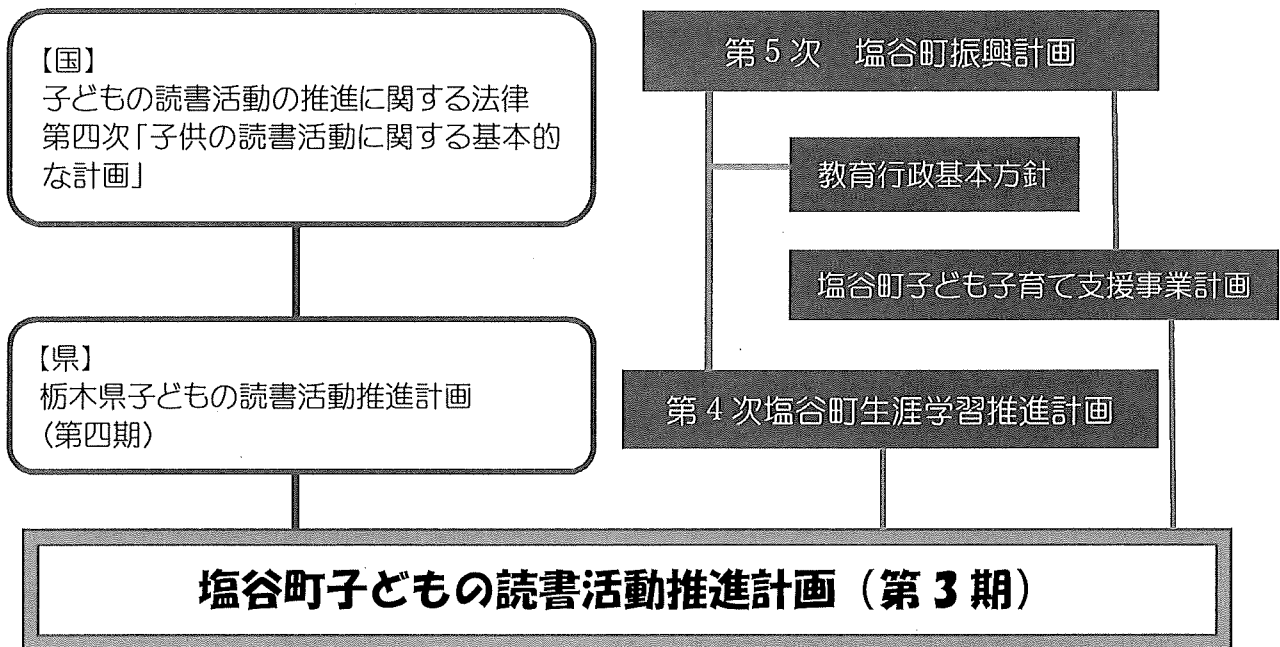 【国】
子どもの読書活動の推進に関する法律
第四次「子供の読書活動に関する基本的
な計画」
【県】
栃木県子どもの読書活動推進計画
(第四期)
第5次 塩谷町振興計画
教育行政基本方針
塩谷町子ども子育て支援事業計画
第4次塩谷町生涯学習推進計画
塩谷町子どもの読書活動推進計画(第3期)